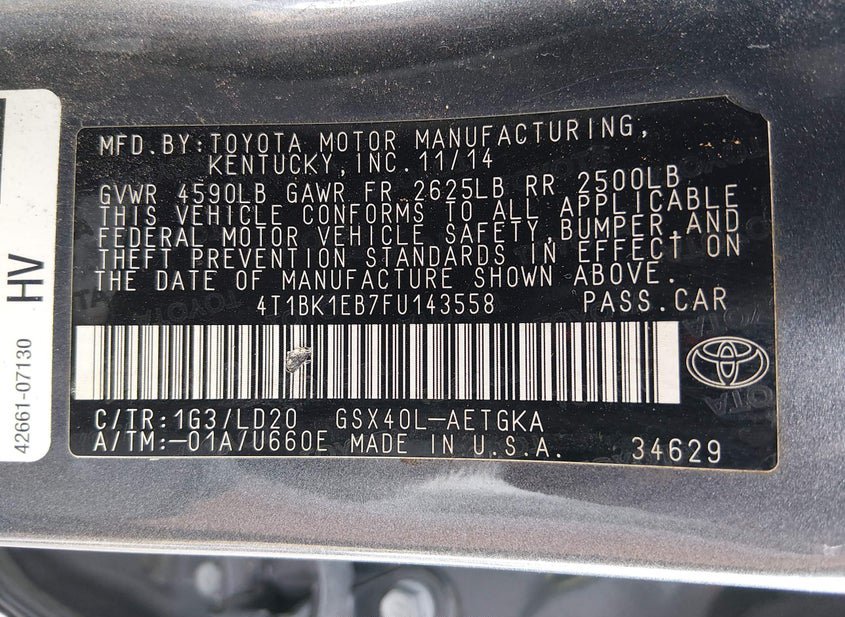 MFD.BY:TOYOTA MOTOR MANUFACTURING,
KENTUCKY,INC.11/14
GVWR 4590LB GAWR FR 2625LB RR 2500LB
THIS VEHICLE CONFORMS TO ALL APPLICABLE
FEDERAL MOTOR VEHICLE SAFETY,BUMPER,AND
THEFT PREVENTION STANDARDS IN EFFECT ON
THE DATE OF MANUFACTURE SHOWN ABOVE.
4T1BK1EB7FU143558 PASS.CAR
C/TR:1G3/LD20 GSX40L-AETGKA
A/TM:-01A/U660E MADE IN U.S.A. 34629
HV
42661-07130